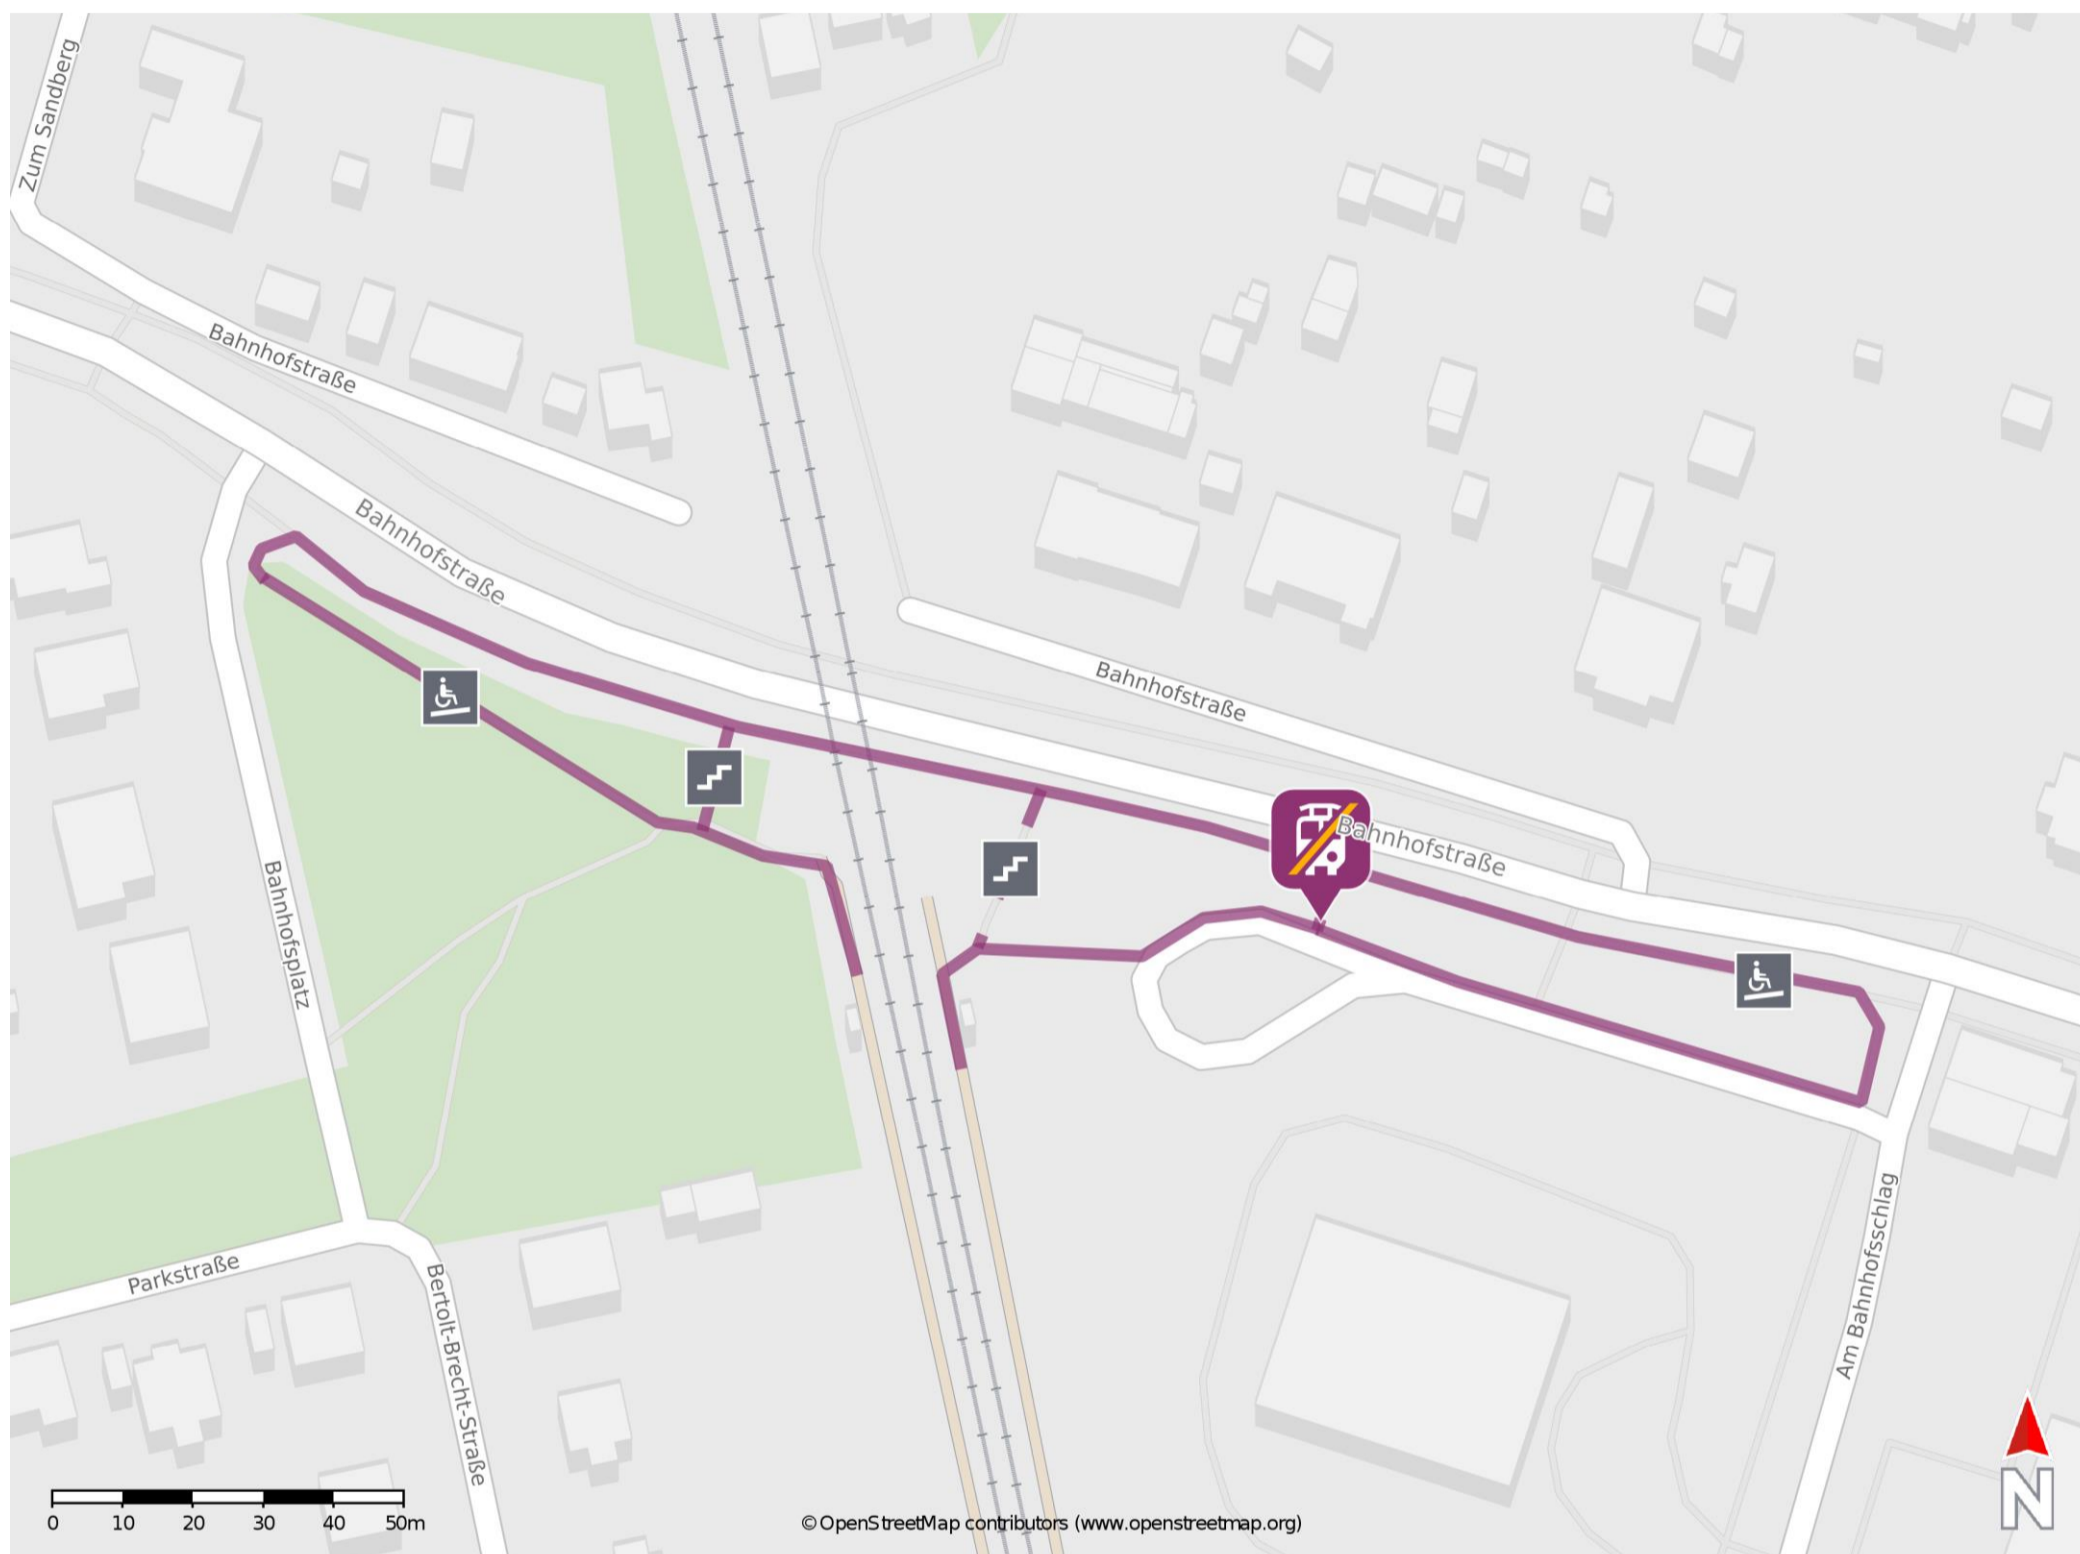 Zum Sandberg
Bahnhofstraße
Bahnhofstraße
Bahnhofstraße
Bahnhofstraße
Bahnhofsplatz
Am Bahnhofsschlag
Parkstraße
Bertolt-Brecht-Straße
N
0 10 20 30 40 50m
© OpenStreetMap contributors (www.openstreetmap.org)